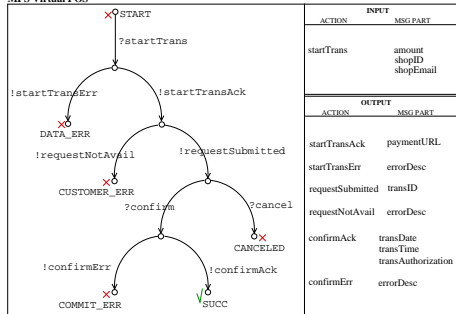 MPS Virtual POS
START
?startTrans
!startTransErr
!startTransAck
DATA_ERR
!requestNotAvail
?requestSubmitted
CUSTOMER_ERR
?confirm
?cancel
CANCELED
!confirmErr
!confirmAck
COMMIT_ERR
SUCC
INPUT
ACTION MSG PART
startTrans amount
shopID
shopEmail
OUTPUT
ACTION MSG PART
startTransAck paymentURL
startTransErr errorDesc
requestSubmitted transID
requestNotAvail errorDesc
confirmAck transDate
transTime
transAuthorization
confirmErr errorDesc